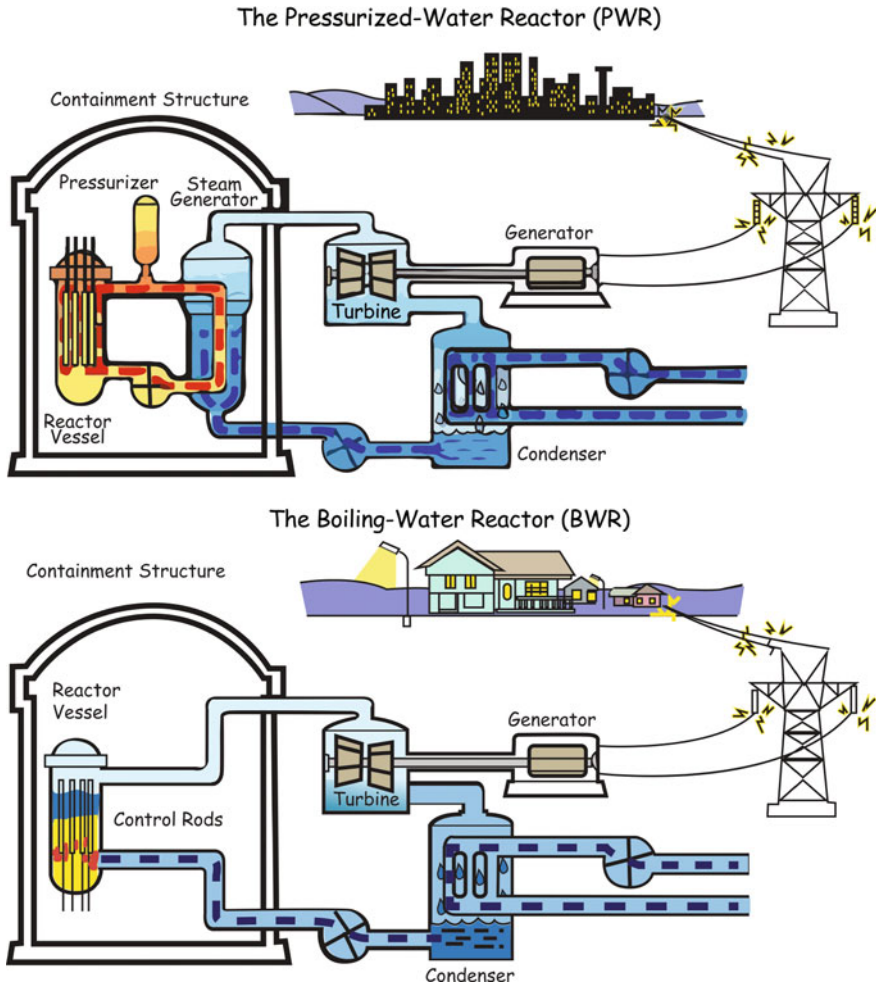 The Pressurized-Water Reactor (PWR)
Containment Structure
Pressurizer
Steam
Generator
Generator
Turbine
Reactor
Vessel
Condenser
The Boiling-Water Reactor (BWR)
Containment Structure
Reactor
Vessel
Generator
Turbine
Control Rods
Condenser